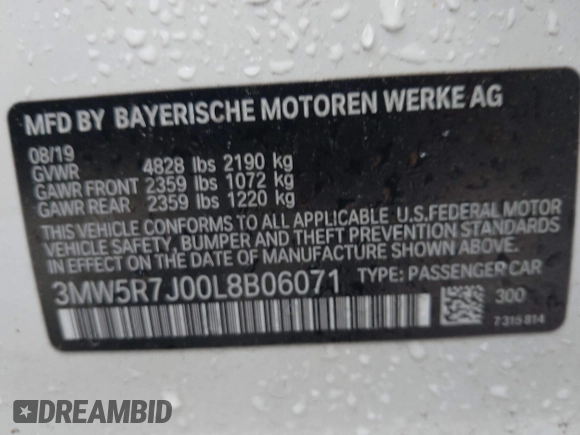 MFD BY BAYERISCHE MOTOREN WERKE AG
08/19
GVWR 4828 lbs 2190 kg
GAWR FRONT 2359 lbs 1072 kg
GAWR REAR 2359 lbs 1220 kg
THIS VEHICLE CONFORMS TO ALL APPLICABLE U.S.FEDERAL MOTOR
VEHICLE SAFETY, BUMPER AND THEFT PREVENTION STANDARDS
IN EFFECT ON THE DATE OF MANUFACTURE SHOWN ABOVE.
3MW5R7J00L8B06071 TYPE: PASSENGER CAR
300
7316814
DREAMBID